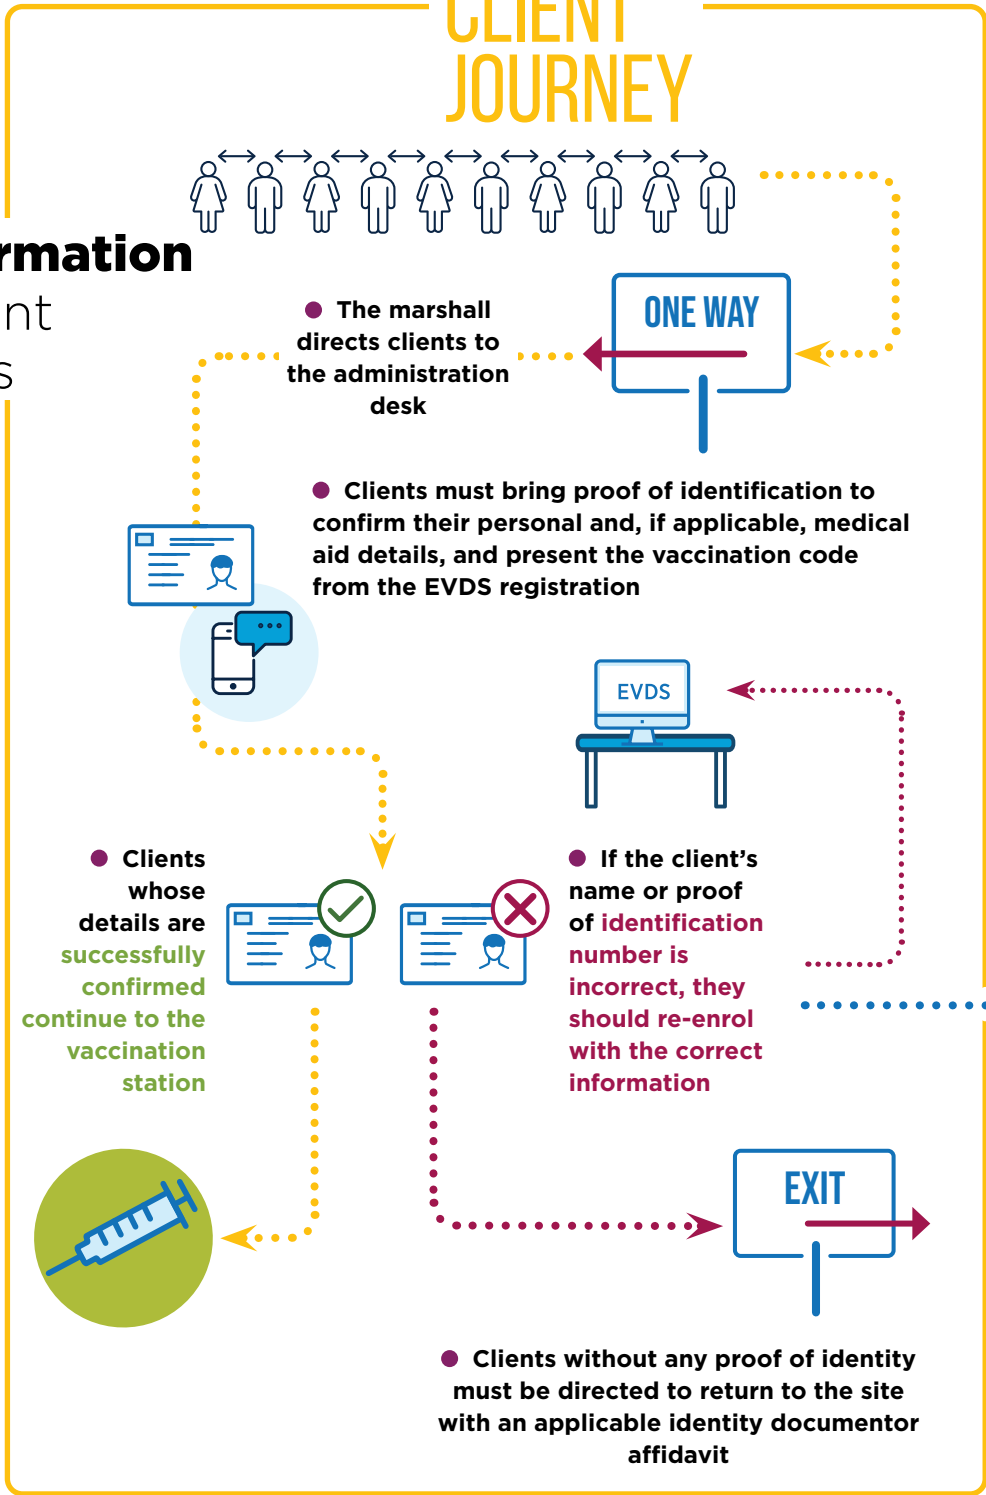 CLIENT
JOURNEY
rmation
nt
s
ONE WAY
The marshall
directs clients to
the administration
desk
Clients must bring proof of identification to
confirm their personal and, if applicable, medical
aid details, and present the vaccination code
from the EVDS registration
EVDS
Clients
whose
details are
successfully
confirmed
continue to the
vaccination
station
If the client’s
name or proof
of identification
number is
incorrect, they
should re-enrol
with the correct
information
EXIT
Clients without any proof of identity
must be directed to return to the site
with an applicable identity documentor
affidavit